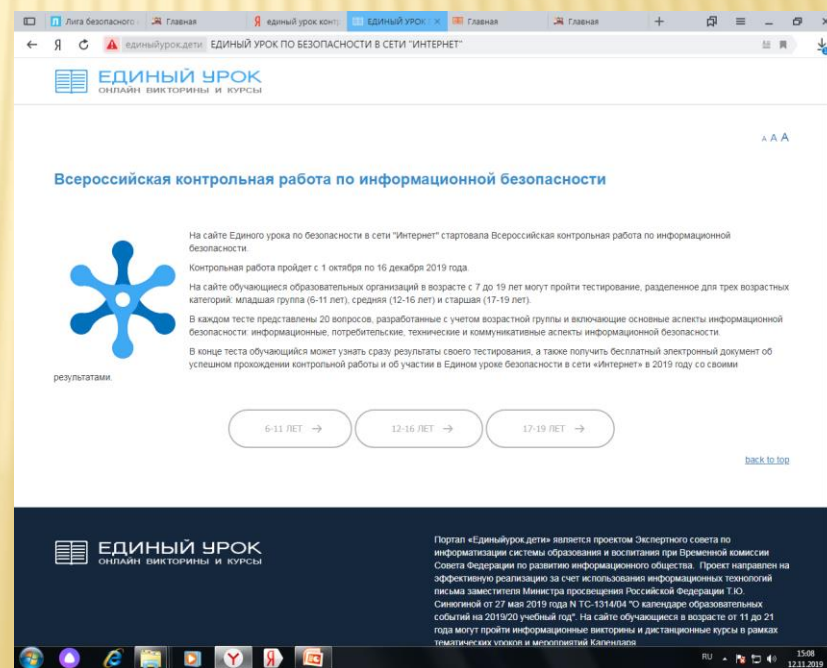 Лига безопасного
Главная
единый урок конт
ЕДИНЫЙ УРОК
Главная
Главная
единыйурок.дети ЕДИНЫЙ УРОК ПО БЕЗОПАСНОСТИ В СЕТИ "ИНТЕРНЕТ"
ЕДИНЫЙ УРОК
ОНЛАЙН ВИКТОРИНЫ И КУРСЫ
А А А
Всероссийская контрольная работа по информационной безопасности
На сайте Единого урока по безопасности в сети "Интернет" стартовала Всероссийская контрольная работа по информационной
безопасности.
Контрольная работа пройдет с 1 октября по 16 декабря 2019 года.
На сайте обучающиеся образовательных организаций в возрасте с 7 до 19 лет могут пройти тестирование, разделенное для трех возрастных
категорий: младшая группа (6-11 лет), средняя (12-16 лет) и старшая (17-19 лет).
В каждом тесте представлены 20 вопросов, разработанные с учетом возрастной группы и включающие основные аспекты информационной
безопасности: информационные, потребительские, технические и коммуникативные аспекты информационной безопасности.
В конце теста обучающийся может узнать сразу результаты своего тестирования, а также получить бесплатный электронный документ об
успешном прохождении контрольной работы и об участии в Едином уроке безопасности в сети «Интернет» в 2019 году со своими
результатами.
6-11 ЛЕТ →
12-16 ЛЕТ →
17-19 ЛЕТ →
back to top
ЕДИНЫЙ УРОК
ОНЛАЙН ВИКТОРИНЫ И КУРСЫ
Портал «Единыйурок.дети» является проектом Экспертного совета по
информатизации системы образования и воспитания при Временной комиссии
Совета Федерации по развитию информационного общества. Проект направлен на
эффективную реализацию за счет использования информационных технологий
письма заместителя Министра просвещения Российской Федерации Т.Ю.
Синюгиной от 27 мая 2019 года N ТС-1314/04 "О календаре образовательных
событий на 2019/20 учебный год". На сайте обучающиеся в возрасте от 11 до 21
года могут пройти информационные викторины и дистанционные курсы в рамках
тематических уроков и мероприятий Календаря
RU
15:08
12.11.2019